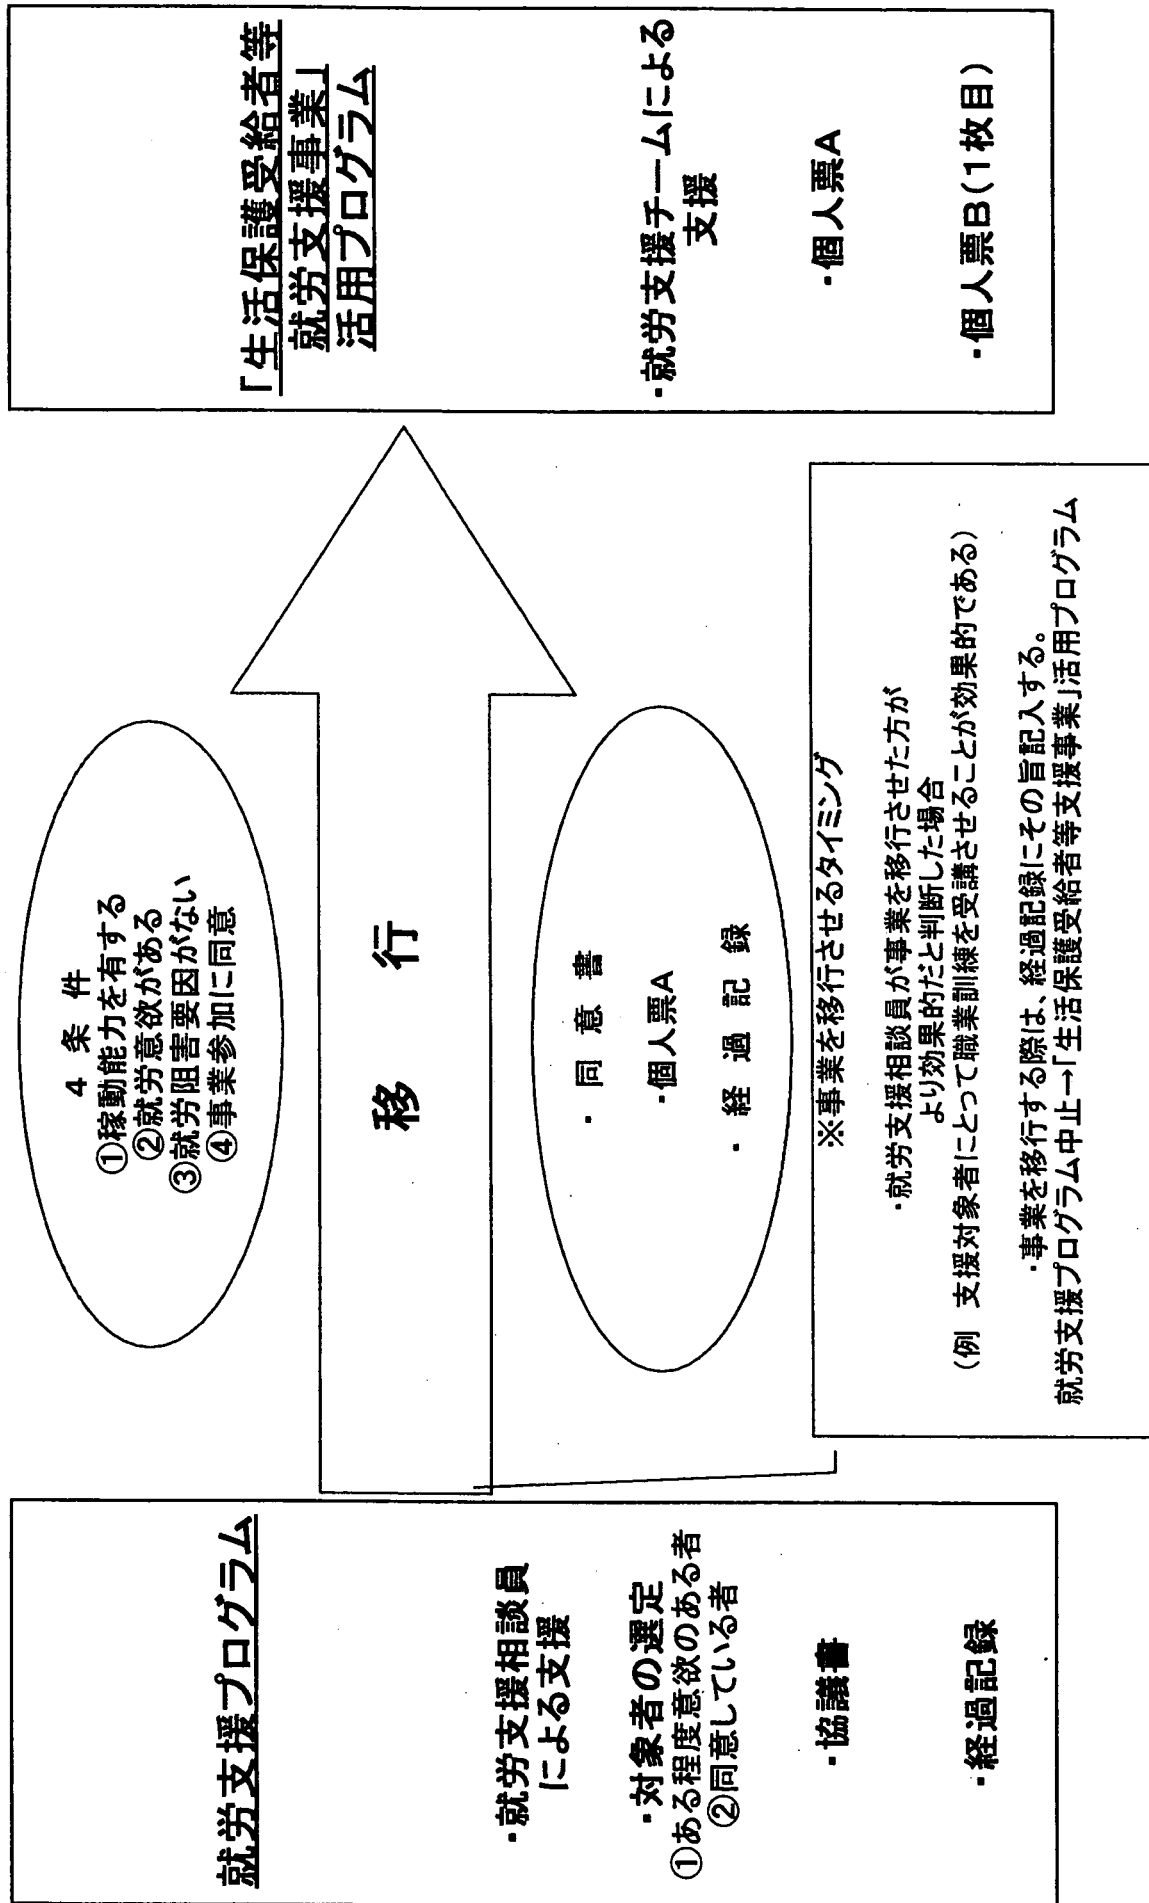 就労支援プログラム
・就労支援相談員
による支援
・対象者の選定
①ある程度意欲のある者
②同意している者
・協議書
・経過記録
４　条　件
①稼動能力を有する
②就労意欲がある
③就労阻害要因がない
④事業参加に同意
移　行
・同　意　書
・個人票A
・経　過　記　録
※事業を移行させるタイミング
・就労支援相談員が事業を移行させた方が
より効果的だと判断した場合
（例　支援対象者にとって職業訓練を受講させることが効果的である）
・事業を移行する際は、経過記録にその旨記入する。
就労支援プログラム中止→「生活保護受給者等支援事業」活用プログラム
「生活保護受給者等
就労支援事業」
活用プログラム
・就労支援チームによる
支援
・個人票A
・個人票B（１枚目）